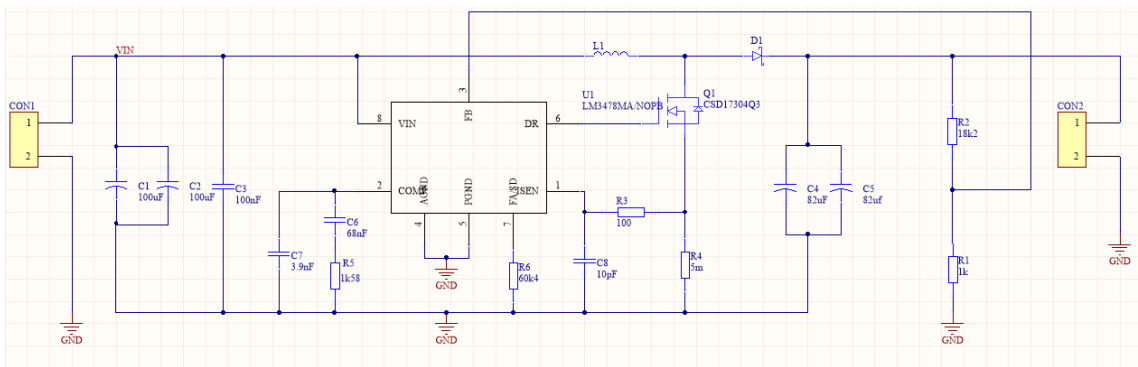 VIN
L1
D1
CON1
1
2
C1
100uF
C2
100uF
C3
100nF
8
VIN
3
FB
U1
LM3478MA/NOPB
Q1
CSD17304Q3
DR
6
2
COMP
AGND
PGND
FA/SD
ISEN
1
4
5
7
C6
68nF
C7
3.9nF
R5
1k58
GND
R6
60k4
R3
100
C8
10pF
R4
5m
C4
82uF
C5
82uf
R2
18k2
R1
1k
CON2
1
2
GND
GND
GND
GND